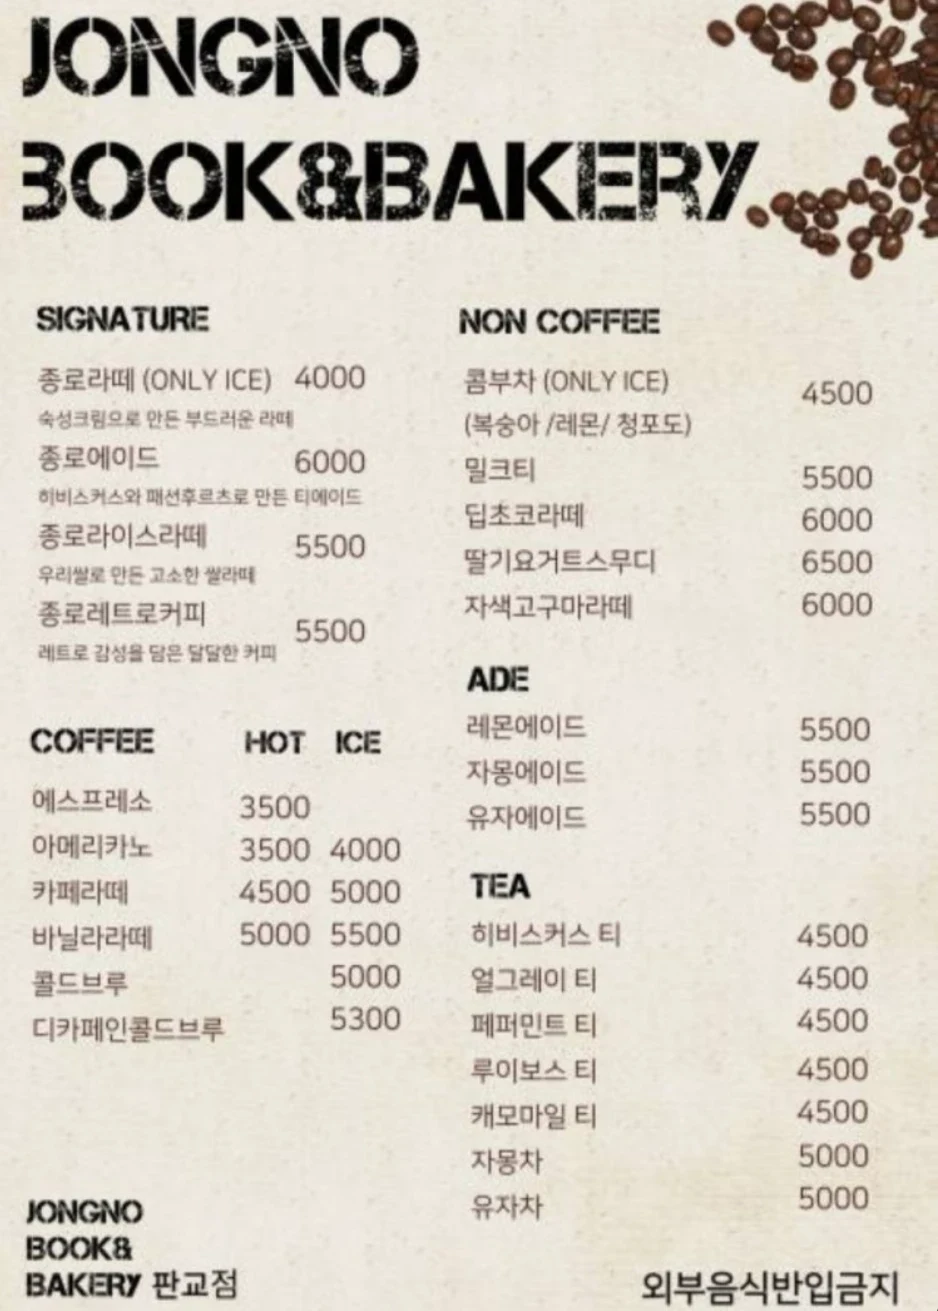 JONGNO
BOOK&BAKERY
SIGNATURE
종로라떼 (ONLY ICE) 4000
숙성크림으로 만든 부드러운 라떼
종로에이드 6000
히비스커스와 패션후르츠로 만든 티에이드
종로라이스라떼 5500
우리쌀로 만든 고소한 쌀라떼
종로레트로커피 5500
레트로 감성을 담은 달달한 커피
COFFEE HOT ICE
에스프레소 3500
아메리카노 3500 4000
카페라떼 4500 5000
바닐라라떼 5000 5500
콜드브루 5000
디카페인콜드브루 5300
NON COFFEE
콤부차 (ONLY ICE) 4500
(복숭아 /레몬/ 청포도)
밀크티 5500
딥초코라떼 6000
딸기요거트스무디 6500
자색고구마라떼 6000
ADE
레몬에이드 5500
자몽에이드 5500
유자에이드 5500
TEA
히비스커스 티 4500
얼그레이 티 4500
페퍼민트 티 4500
루이보스 티 4500
캐모마일 티 4500
자몽차 5000
유자차 5000
JONGNO
BOOK&
BAKERY 판교점
외부음식반입금지